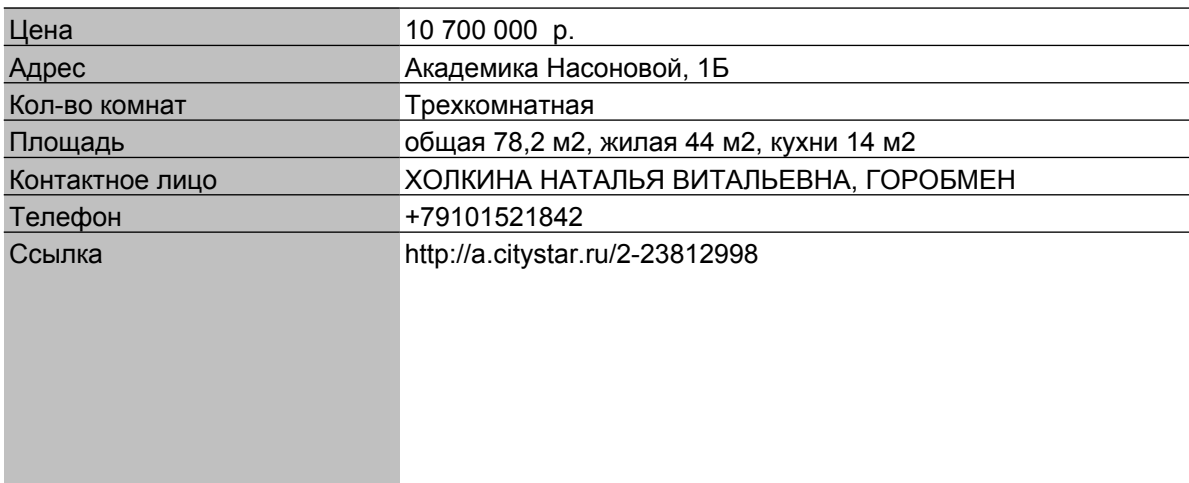 Цена 10 700 000 р.
Адрес Академика Насоновой, 1Б
Кол-во комнат Трехкомнатная
Площадь общая 78,2 м2, жилая 44 м2, кухни 14 м2
Контактное лицо ХОЛКИНА НАТАЛЬЯ ВИТАЛЬЕВНА, ГОРОБМЕН
Телефон +79101521842
Ссылка http://a.citystar.ru/2-23812998